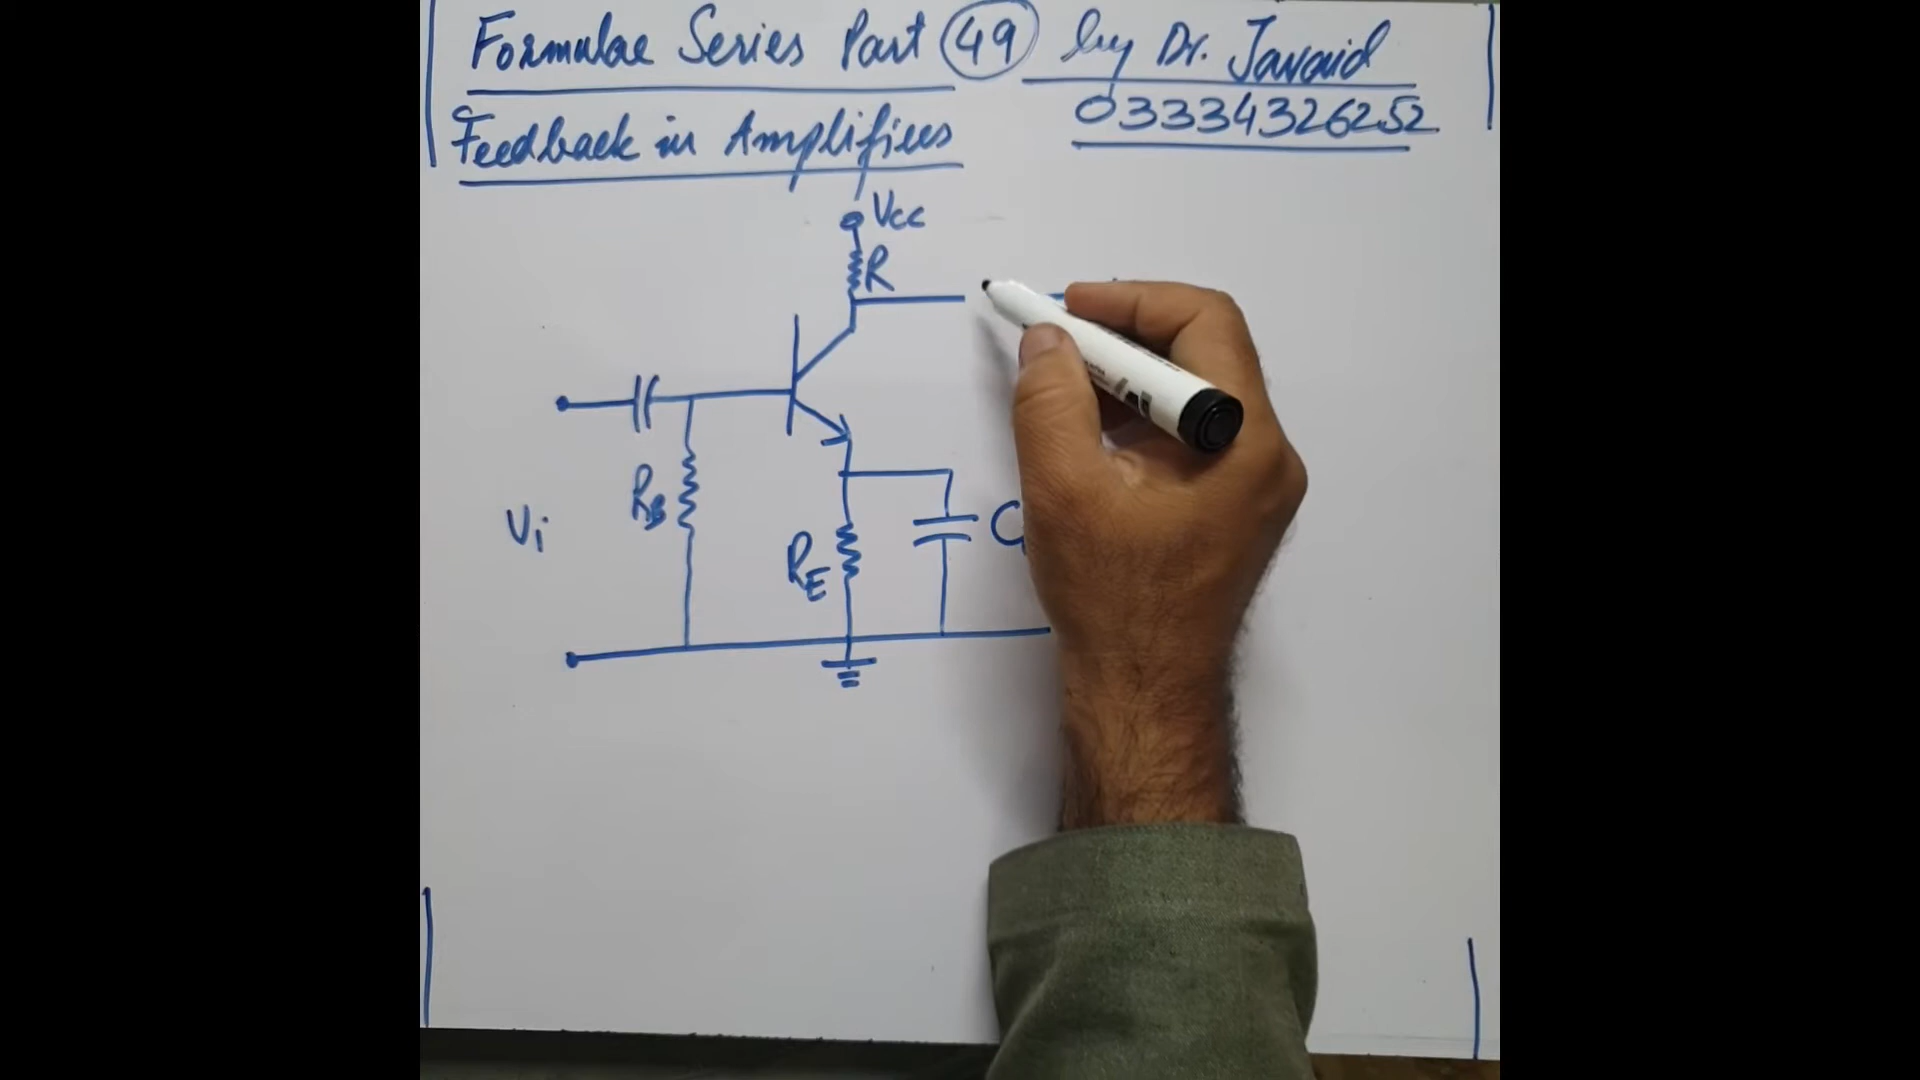 Formulae Series Part 49 by Dr. Javaid
03334326252
Feedback in Amplifiers
Vcc
R
RB
Vi
RE
C